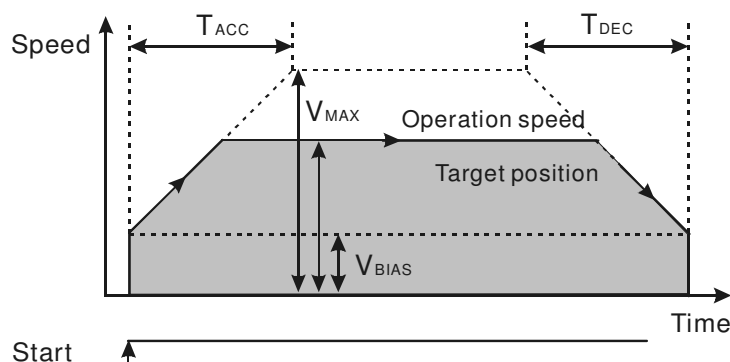 TACC
TDEC
Speed
VMAX
Operation speed
Target position
VBIAS
Time
Start